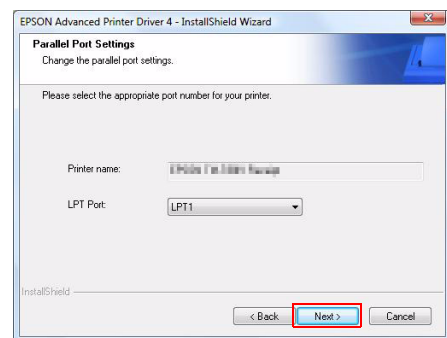 EPSON Advanced Printer Driver 4 - InstallShield Wizard
Parallel Port Settings
Change the parallel port settings.
Please select the appropriate port number for your printer.
Printer name:
LPT Port:
LPT1
InstallShield
< Back
Next >
Cancel